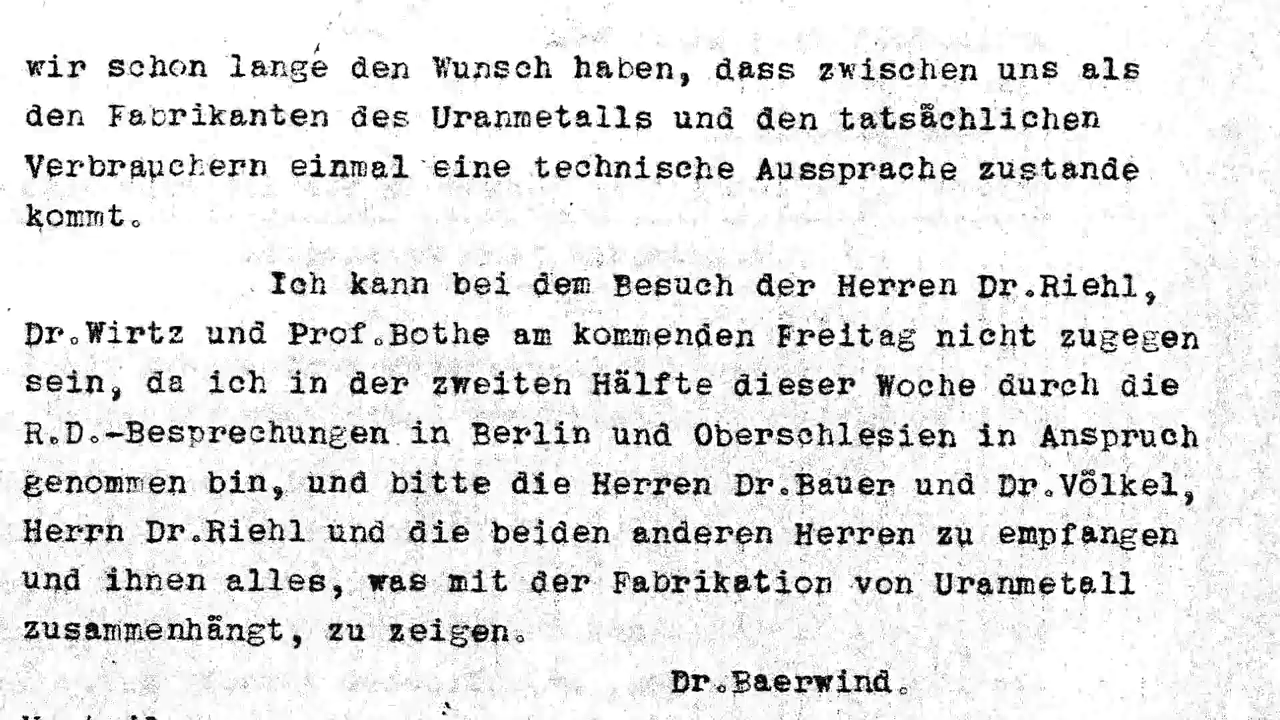 wir schon lange den Wunsch haben, dass zwischen uns als
den Fabrikanten des Uranmetalls und den tatsächlichen
Verbrauchern einmal eine technische Aussprache zustande
kommt.
Ich kann bei dem Besuch der Herren Dr.Riehl,
Dr.Wirtz und Prof.Bothe am kommenden Freitag nicht zugegen
sein, da ich in der zweiten Hälfte dieser Woche durch die
R.D.-Besprechungen in Berlin und Oberschlesien in Anspruch
genommen bin, und bitte die Herren Dr.Bauer und Dr.Völkel,
Herrn Dr.Riehl und die beiden anderen Herren zu empfangen
und ihnen alles, was mit der Fabrikation von Uranmetall
zusammenhängt, zu zeigen.
Dr.Baerwind.